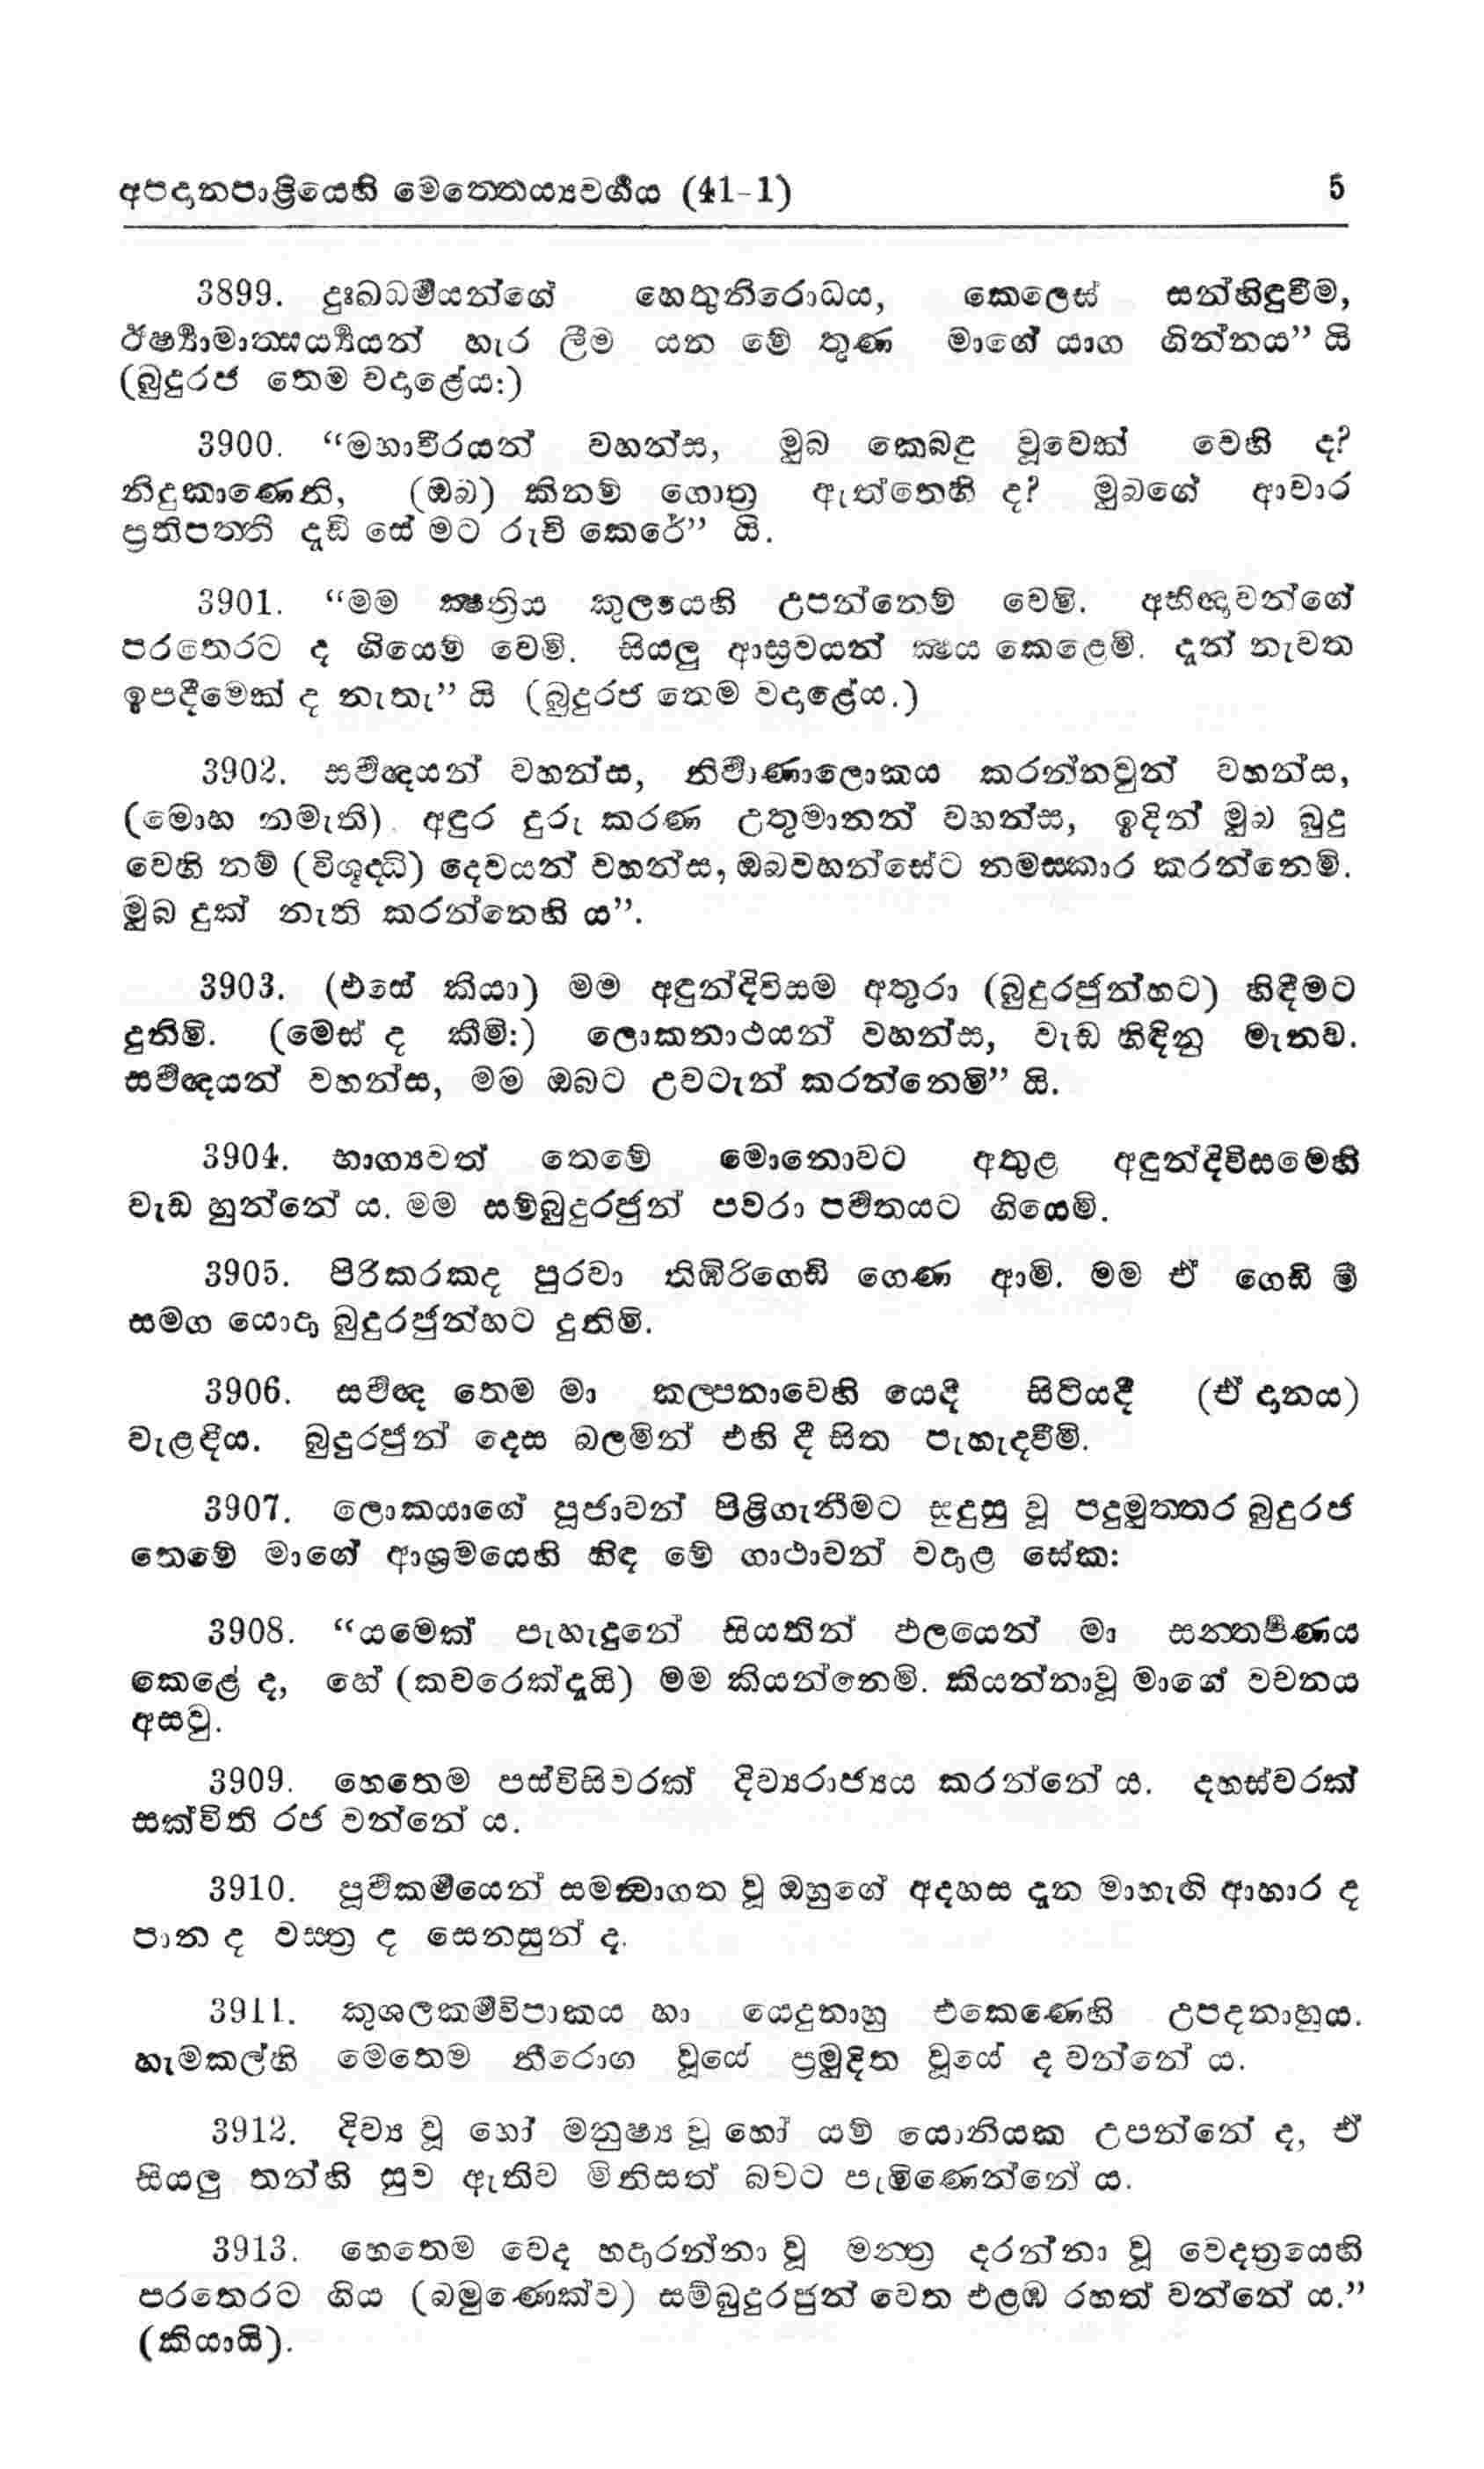 අපදානපාළියෙහි මෙත්තෙය්‍යවර්‍ගය (41-1) 5
3899. දුඃඛධර්‍මයන්ගේ හෙතුනිරොධය, කෙලෙස් සන්හිඳුවීම,
ඊර්‍ෂ්‍යාමාත්සර්‍ය්‍යයන් හැර ලීම යන මේ තුණ මාගේ යාග ගින්නය” යි
(බුදුරජ තෙම වදාළේය:)
3900. “මහාවීරයන් වහන්ස, මුබ කෙබඳු වූවෙක් වෙහි ද?
නිදුකාණෙනි, (ඔබ) කිනම් ගොත්‍ර ඇත්තෙහි ද? මුබගේ ආචාර
ප්‍රතිපත්ති දැඩි සේ මට රුචි කෙරේ” යි.
3901. “මම ක්‍ෂත්‍රිය කුලයෙහි උපන්නෙම් වෙමි. අභිඥාවන්ගේ
පරතෙරට ද ගියෙම් වෙමි. සියලු ආස්‍රවයන් ක්‍ෂය කෙළෙමි. දැන් නැවත
ඉපදීමෙක් ද නැතැ” යි (බුදුරජ තෙම වදාළේය.)
3902. සර්‍වඥයන් වහන්ස, නිර්‍වාණාලොකය කරන්නවුන් වහන්ස,
(මොහ නමැති) අඳුර දුරු කරණ උතුමානන් වහන්ස, ඉදින් මුබ බුදු
වෙහි නම් (විශුද්ධි) දෙවයන් වහන්ස, ඔබවහන්සේට නමස්කාර කරන්නෙමි.
මුබ දුක් නැති කරන්නෙහි ය”.
3903. (එසේ කියා) මම අඳුන්දිවිසම අතුරා (බුදුරජුන්හට) හිඳීමට
දුනිමි. (මෙස් ද කීමි:) ලොකනාථයන් වහන්ස, වැඩ හිඳිනු මැනව.
සර්‍වඥයන් වහන්ස, මම ඔබට උවටැන් කරන්නෙමි” යි.
3904. භාග්‍යවත් තෙමේ මොනොවට අතුළ අඳුන්දිවිසමෙහි
වැඩ හුන්නේ ය. මම සම්බුදුරජුන් පවරා පර්‍වතයට ගියෙමි.
3905. පිරිකරකද පුරවා තිඹිරිගෙඩි ගෙණ ආමි. මම ඒ ගෙඩි මී
සමග යොදා බුදුරජුන්හට දුනිමි.
3906. සර්‍වඥ තෙම මා කල්පනාවෙහි යෙදී සිටියදී (ඒ දානය)
වැළඳීය. බුදුරජුන් දෙස බලමින් එහි දී සිත පැහැදවීමි.
3907. ලොකයාගේ පූජාවන් පිළිගැනීමට සුදුසු වූ පදුමුත්තර බුදුරජ
තෙමේ මාගේ ආශ්‍රමයෙහි හිඳ මේ ගාථාවන් වදාළ සේක:
3908. “යමෙක් පැහැදුනේ සියතින් ඵලයෙන් මා සන්තර්‍පණය
කෙළේ ද, හේ (කවරෙක්දැයි) මම කියන්නෙමි. කියන්නාවූ මාගේ වචනය
අසවු.
3909. හෙතෙම පස්විසිවරක් දිව්‍යරාජ්‍යය කරන්නේ ය. දහස්වරක්
සක්විති රජ වන්නේ ය.
3910. පූර්‍වකර්‍මයෙන් සමන්වාගත වූ ඔහුගේ අදහස දැන මාහැඟි ආහාර ද
පාන ද වස්ත්‍ර ද සෙනසුන් ද.
3911. කුශලකර්‍මවිපාකය හා යෙදුනාහු එකෙණෙහි උපදනාහුය.
හැමකල්හි මෙතෙම නීරොග වූයේ ප්‍රමුදිත වූයේ ද වන්නේ ය.
3912. දිව්‍ය වූ හෝ මනුෂ්‍ය වූ හෝ යම් යොනියක උපන්නේ ද, ඒ
සියලු තන්හි සුව ඇතිව මිනිසත් බවට පැමිණෙන්නේ ය.
3913. හෙතෙම වෙද හදාරන්නා වූ මන්ත්‍ර දරන්නා වූ වෙදත්‍රයෙහි
පරතෙරට ගිය (බමුණෙක්ව) සම්බුදුරජුන් වෙත එළඹ රහත් වන්නේ ය.”
(කියායි).